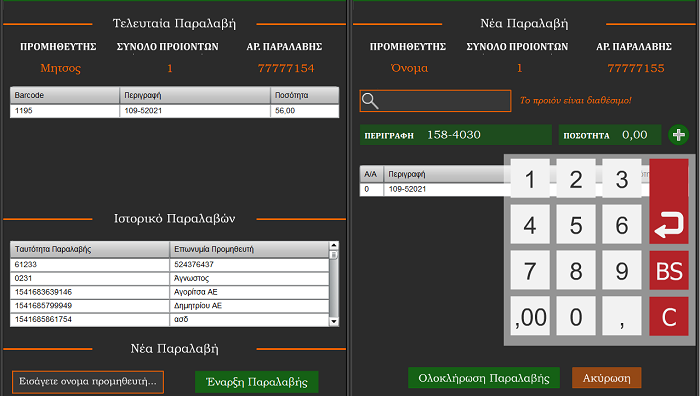 Τελευταία Παραλαβή
ΠΡΟΜΗΘΕΥΤΗΣ ΣΥΝΟΛΟ ΠΡΟΙΟΝΤΩΝ ΑΡ. ΠΑΡΑΛΑΒΗΣ
Μητσος 1 77777154
Barcode Περιγραφή Ποσότητα
1195 109-52021 56,00
Ιστορικό Παραλαβών
Ταυτότητα Παραλαβής Επωνυμία Προμηθευτή
61233 524376437
0231 Άγνωστος
1541683639146 Αγορίτσα ΑΕ
1541685799949 Δημητρίου ΑΕ
1541685861754 ασδ
Νέα Παραλαβή
Εισάγετε ονομα προμηθευτή... Έναρξη Παραλαβής
Νέα Παραλαβή
ΠΡΟΜΗΘΕΥΤΗΣ ΣΥΝΟΛΟ ΠΡΟΙΟΝΤΩΝ ΑΡ. ΠΑΡΑΛΑΒΗΣ
Όνομα 1 77777155
Το προιόν είναι διαθέσιμο!
ΠΕΡΙΓΡΑΦΗ 158-4030 ΠΟΣΟΤΗΤΑ 0,00
Α/Α Περιγραφή
0 109-52021
1 2 3
4 5 6
7 8 9 BS
,00 0 , C
Ολοκλήρωση Παραλαβής Ακύρωση